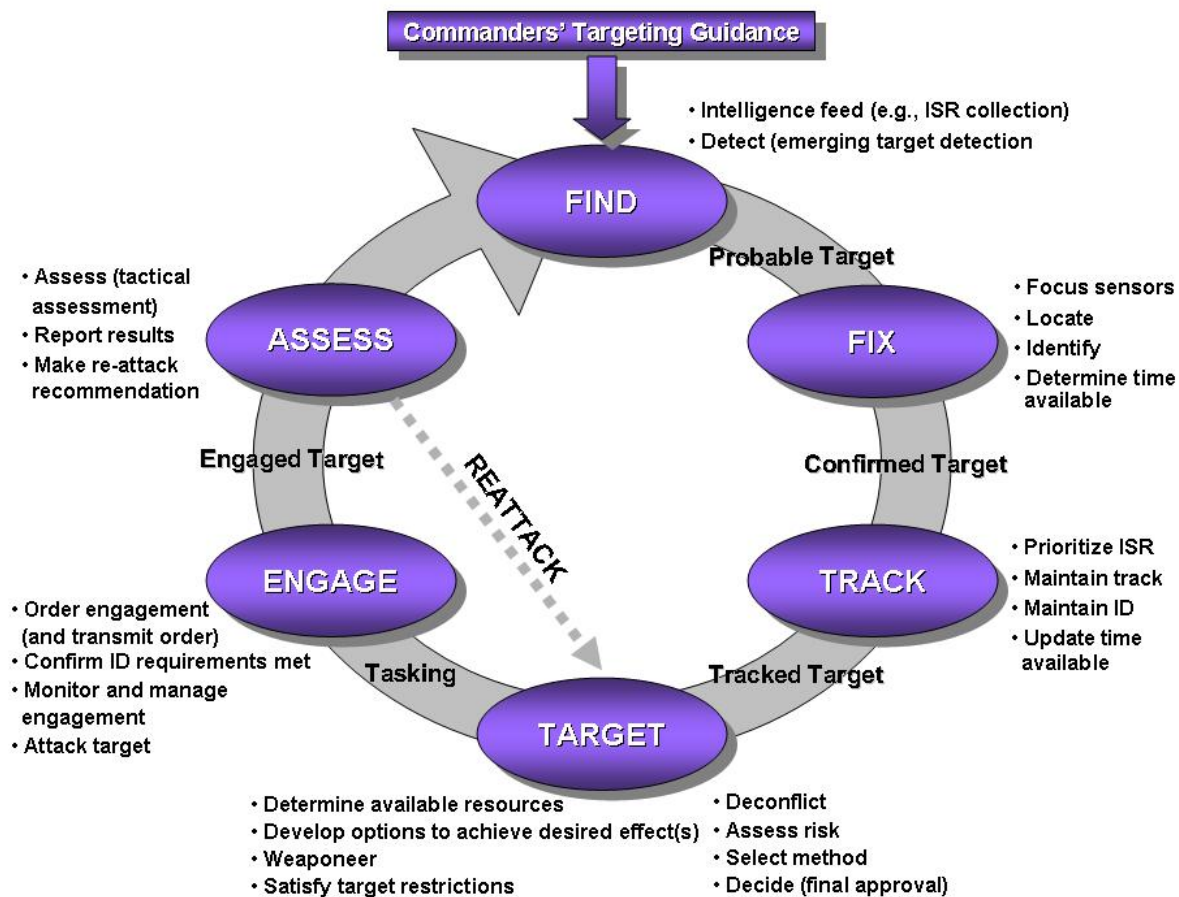 Commanders' Targeting Guidance
• Intelligence feed (e.g., ISR collection)
• Detect (emerging target detection
FIND
Probable Target
• Focus sensors
• Locate
• Identify
• Determine time
available
FIX
Confirmed Target
• Prioritize ISR
• Maintain track
• Maintain ID
• Update time
available
TRACK
Tracked Target
TARGET
• Determine available resources
• Develop options to achieve desired effect(s)
• Weaponeer
• Satisfy target restrictions
• Deconflict
• Assess risk
• Select method
• Decide (final approval)
Tasking
ENGAGE
• Order engagement
(and transmit order)
• Confirm ID requirements met
• Monitor and manage
engagement
• Attack target
Engaged Target
ASSESS
• Assess (tactical
assessment)
• Report results
• Make re-attack
recommendation
REATTACK